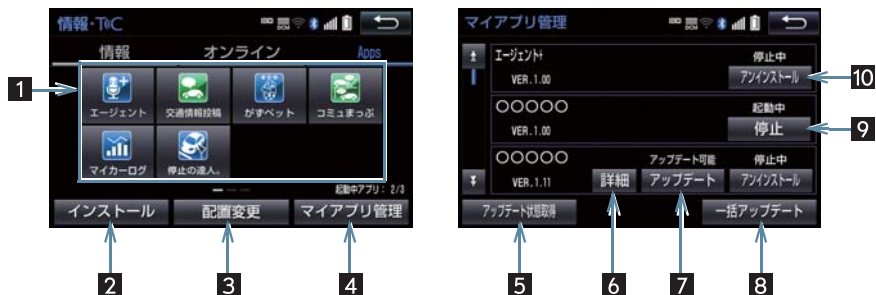 情報・TQC
情報 オンライン Apps
1
エージェント 交通情報投稿 がずペット コミュまっぷ
マイカーログ 停止の達人。
起動中アプリ: 2/3
インストール 配置変更 マイアプリ管理
2 3 4
マイアプリ管理
エージェント+ 停止中
VER.1.00 アンインストール 10
○○○○○ 起動中
VER.1.00 停止 9
○○○○○ アップデート可能 停止中
VER.1.11 詳細 アップデート アンインストール
アップデート状態取得 一括アップデート
5 6 7 8